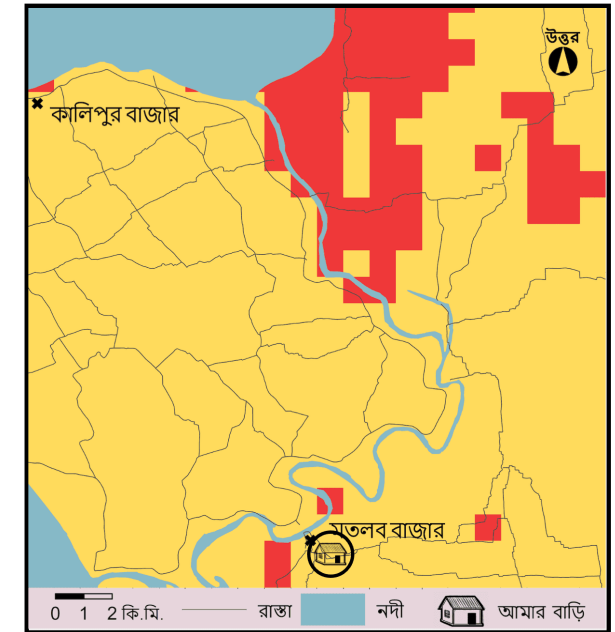 উত্তর
কালিপুর বাজার
মতলব বাজার
0 1 2 কি.মি. রাস্তা নদী আমার বাড়ি